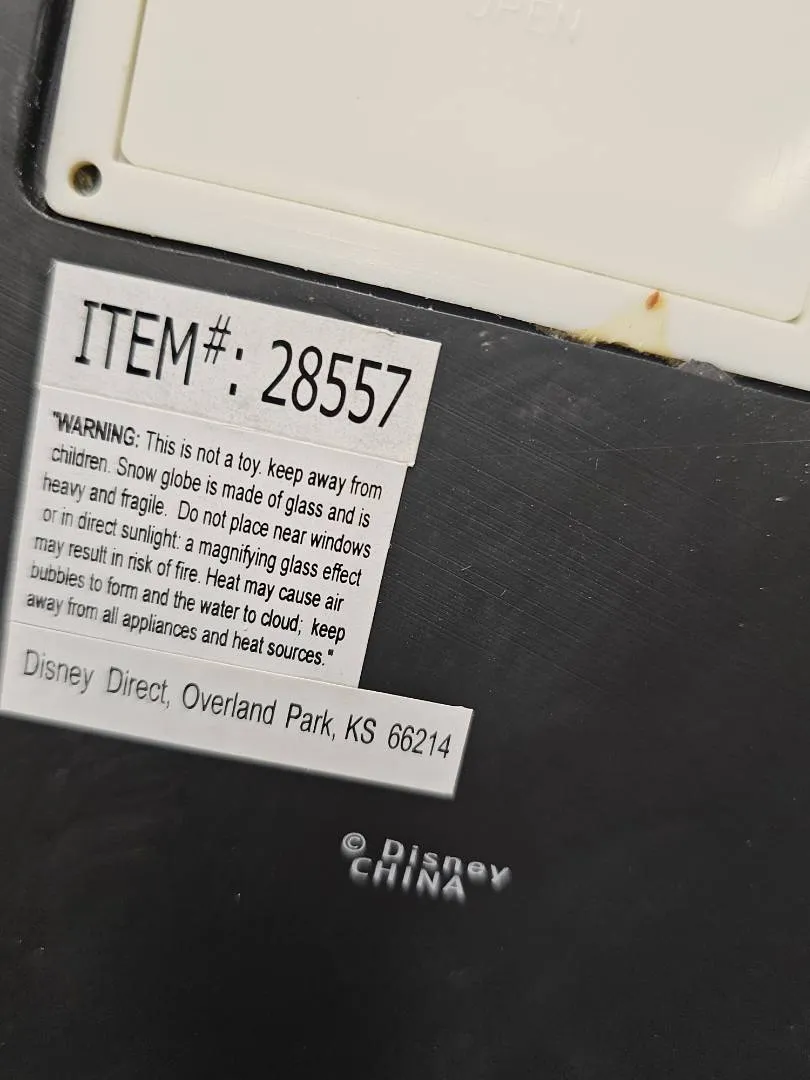 OPEN
ITEM#: 28557
"WARNING: This is not a toy. keep away from
children. Snow globe is made of glass and is
heavy and fragile. Do not place near windows
or in direct sunlight: a magnifying glass effect
may result in risk of fire. Heat may cause air
bubbles to form and the water to cloud; keep
away from all appliances and heat sources."
Disney Direct, Overland Park, KS 66214
© Disney
CHINA